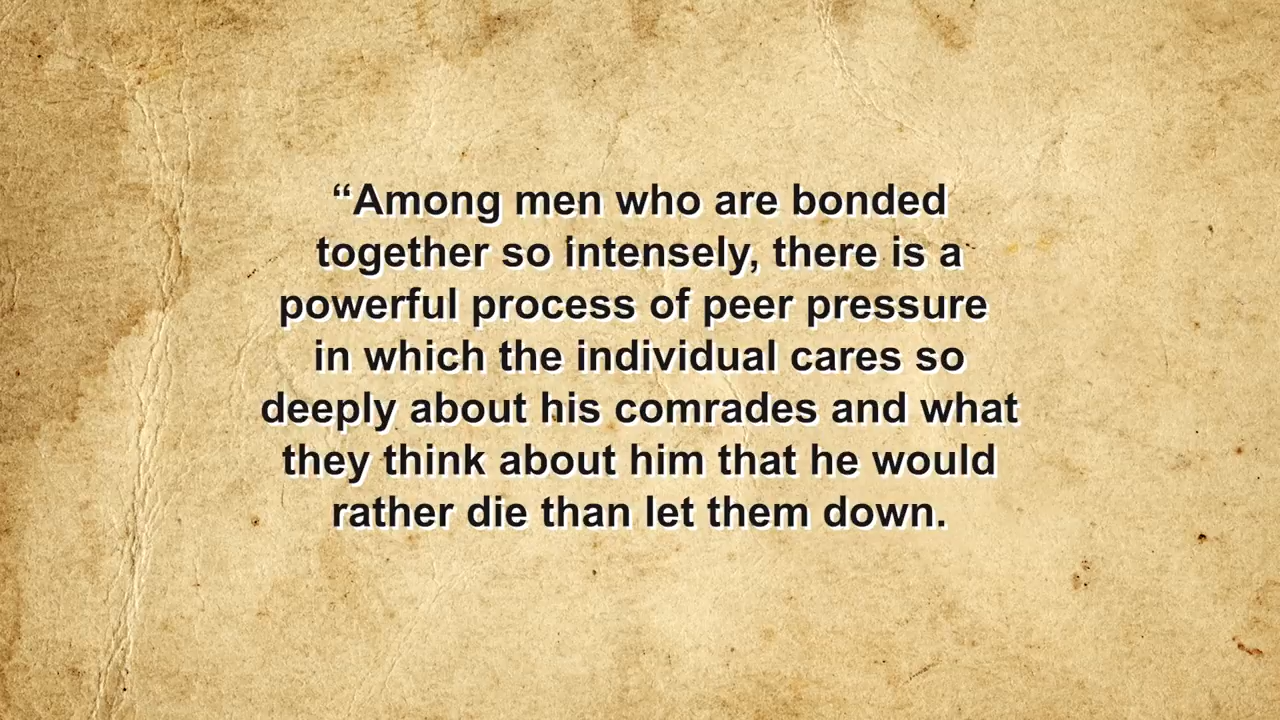 “Among men who are bonded
together so intensely, there is a
powerful process of peer pressure
in which the individual cares so
deeply about his comrades and what
they think about him that he would
rather die than let them down.